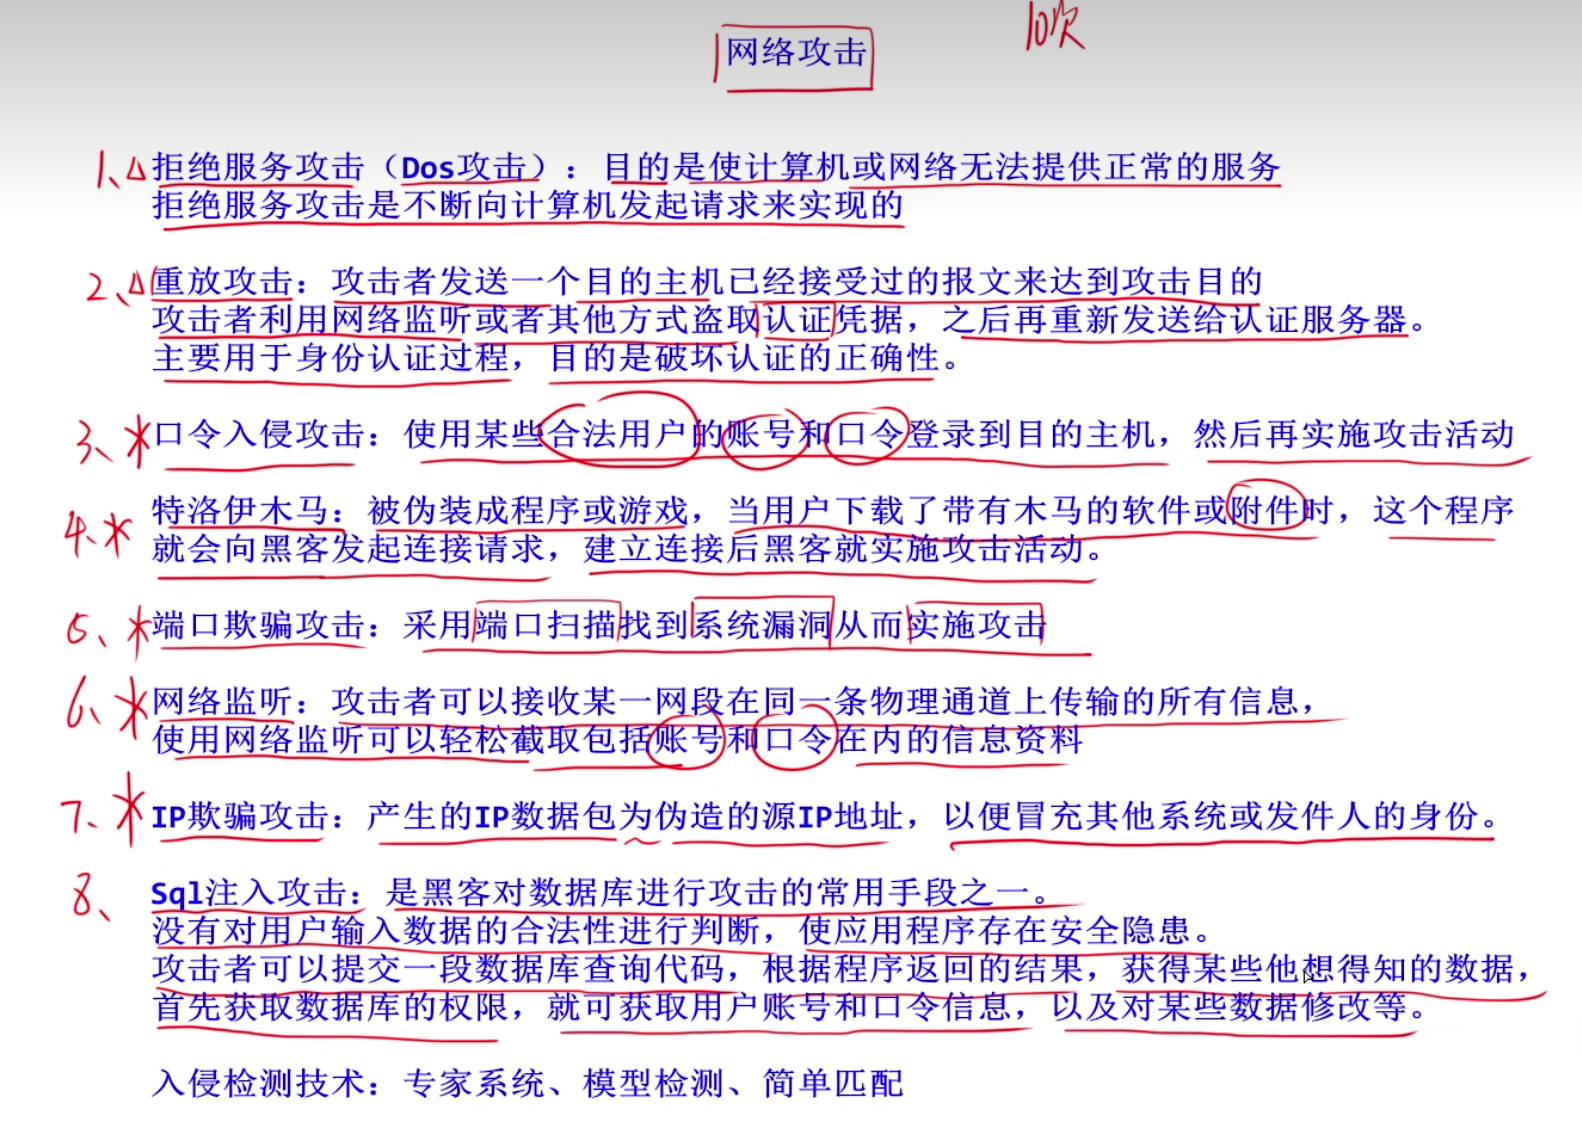 网络攻击
10次
1、△拒绝服务攻击（Dos攻击）：目的是使计算机或网络无法提供正常的服务
拒绝服务攻击是不断向计算机发起请求来实现的
2、△重放攻击：攻击者发送一个目的主机已经接受过的报文来达到攻击目的
攻击者利用网络监听或者其他方式盗取认证凭据，之后再重新发送给认证服务器。
主要用于身份认证过程，目的是破坏认证的正确性。
3、*口令入侵攻击：使用某些合法用户的账号和口令登录到目的主机，然后再实施攻击活动
4、*特洛伊木马：被伪装成程序或游戏，当用户下载了带有木马的软件或附件时，这个程序
就会向黑客发起连接请求，建立连接后黑客就实施攻击活动。
5、*端口欺骗攻击：采用端口扫描找到系统漏洞从而实施攻击
6、*网络监听：攻击者可以接收某一网段在同一条物理通道上传输的所有信息，
使用网络监听可以轻松截取包括账号和口令在内的信息资料
7、*IP欺骗攻击：产生的IP数据包为伪造的源IP地址，以便冒充其他系统或发件人的身份。
8、Sql注入攻击：是黑客对数据库进行攻击的常用手段之一。
没有对用户输入数据的合法性进行判断，使应用程序存在安全隐患。
攻击者可以提交一段数据库查询代码，根据程序返回的结果，获得某些他想得知的数据，
首先获取数据库的权限，就可获取用户账号和口令信息，以及对某些数据修改等。
入侵检测技术：专家系统、模型检测、简单匹配